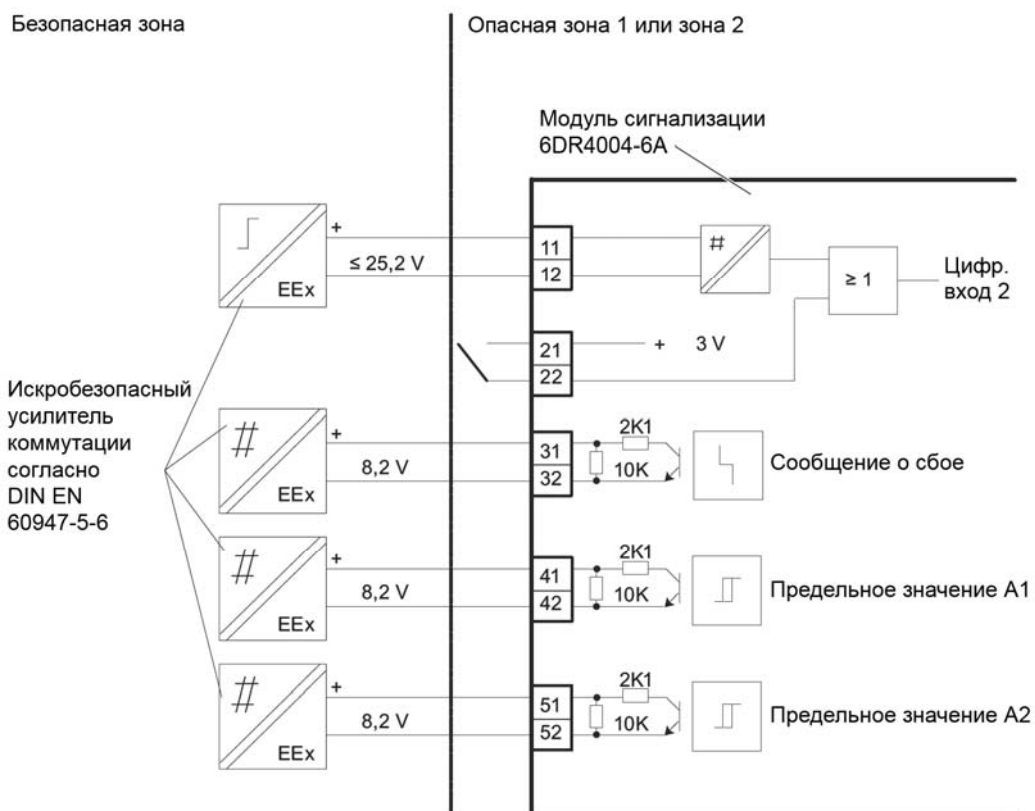 Безопасная зона
Опасная зона 1 или зона 2
Модуль сигнализации
6DR4004-6A
+
≤ 25,2 V
EEx
11
12
#
≥ 1
Цифр.
вход 2
21
22
+ 3 V
Искробезопасный
усилитель
коммутации
согласно
DIN EN
60947-5-6
#
+
8,2 V
EEx
31
32
2K1
10K
Сообщение о сбое
#
+
8,2 V
EEx
41
42
2K1
10K
Предельное значение A1
#
+
8,2 V
EEx
51
52
2K1
10K
Предельное значение A2